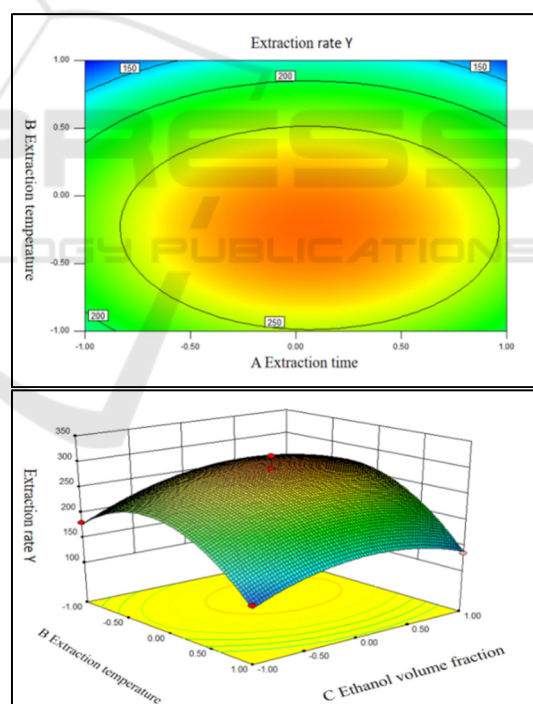 Extraction rate Y
1.00
150
200
150
0.50
B Extraction temperature
0.00
-0.50
200
250
-1.00
-1.00 -0.50 0.00 0.50 1.00
A Extraction time
PRESS
LOGY PUBLICATIONS
350
300
250
200
150
100
Extraction rate Y
-1.00
-0.50
0.00
0.50
1.00
B Extraction temperature
1.00
0.50
0.00
-0.50
-1.00
C Ethanol volume fraction